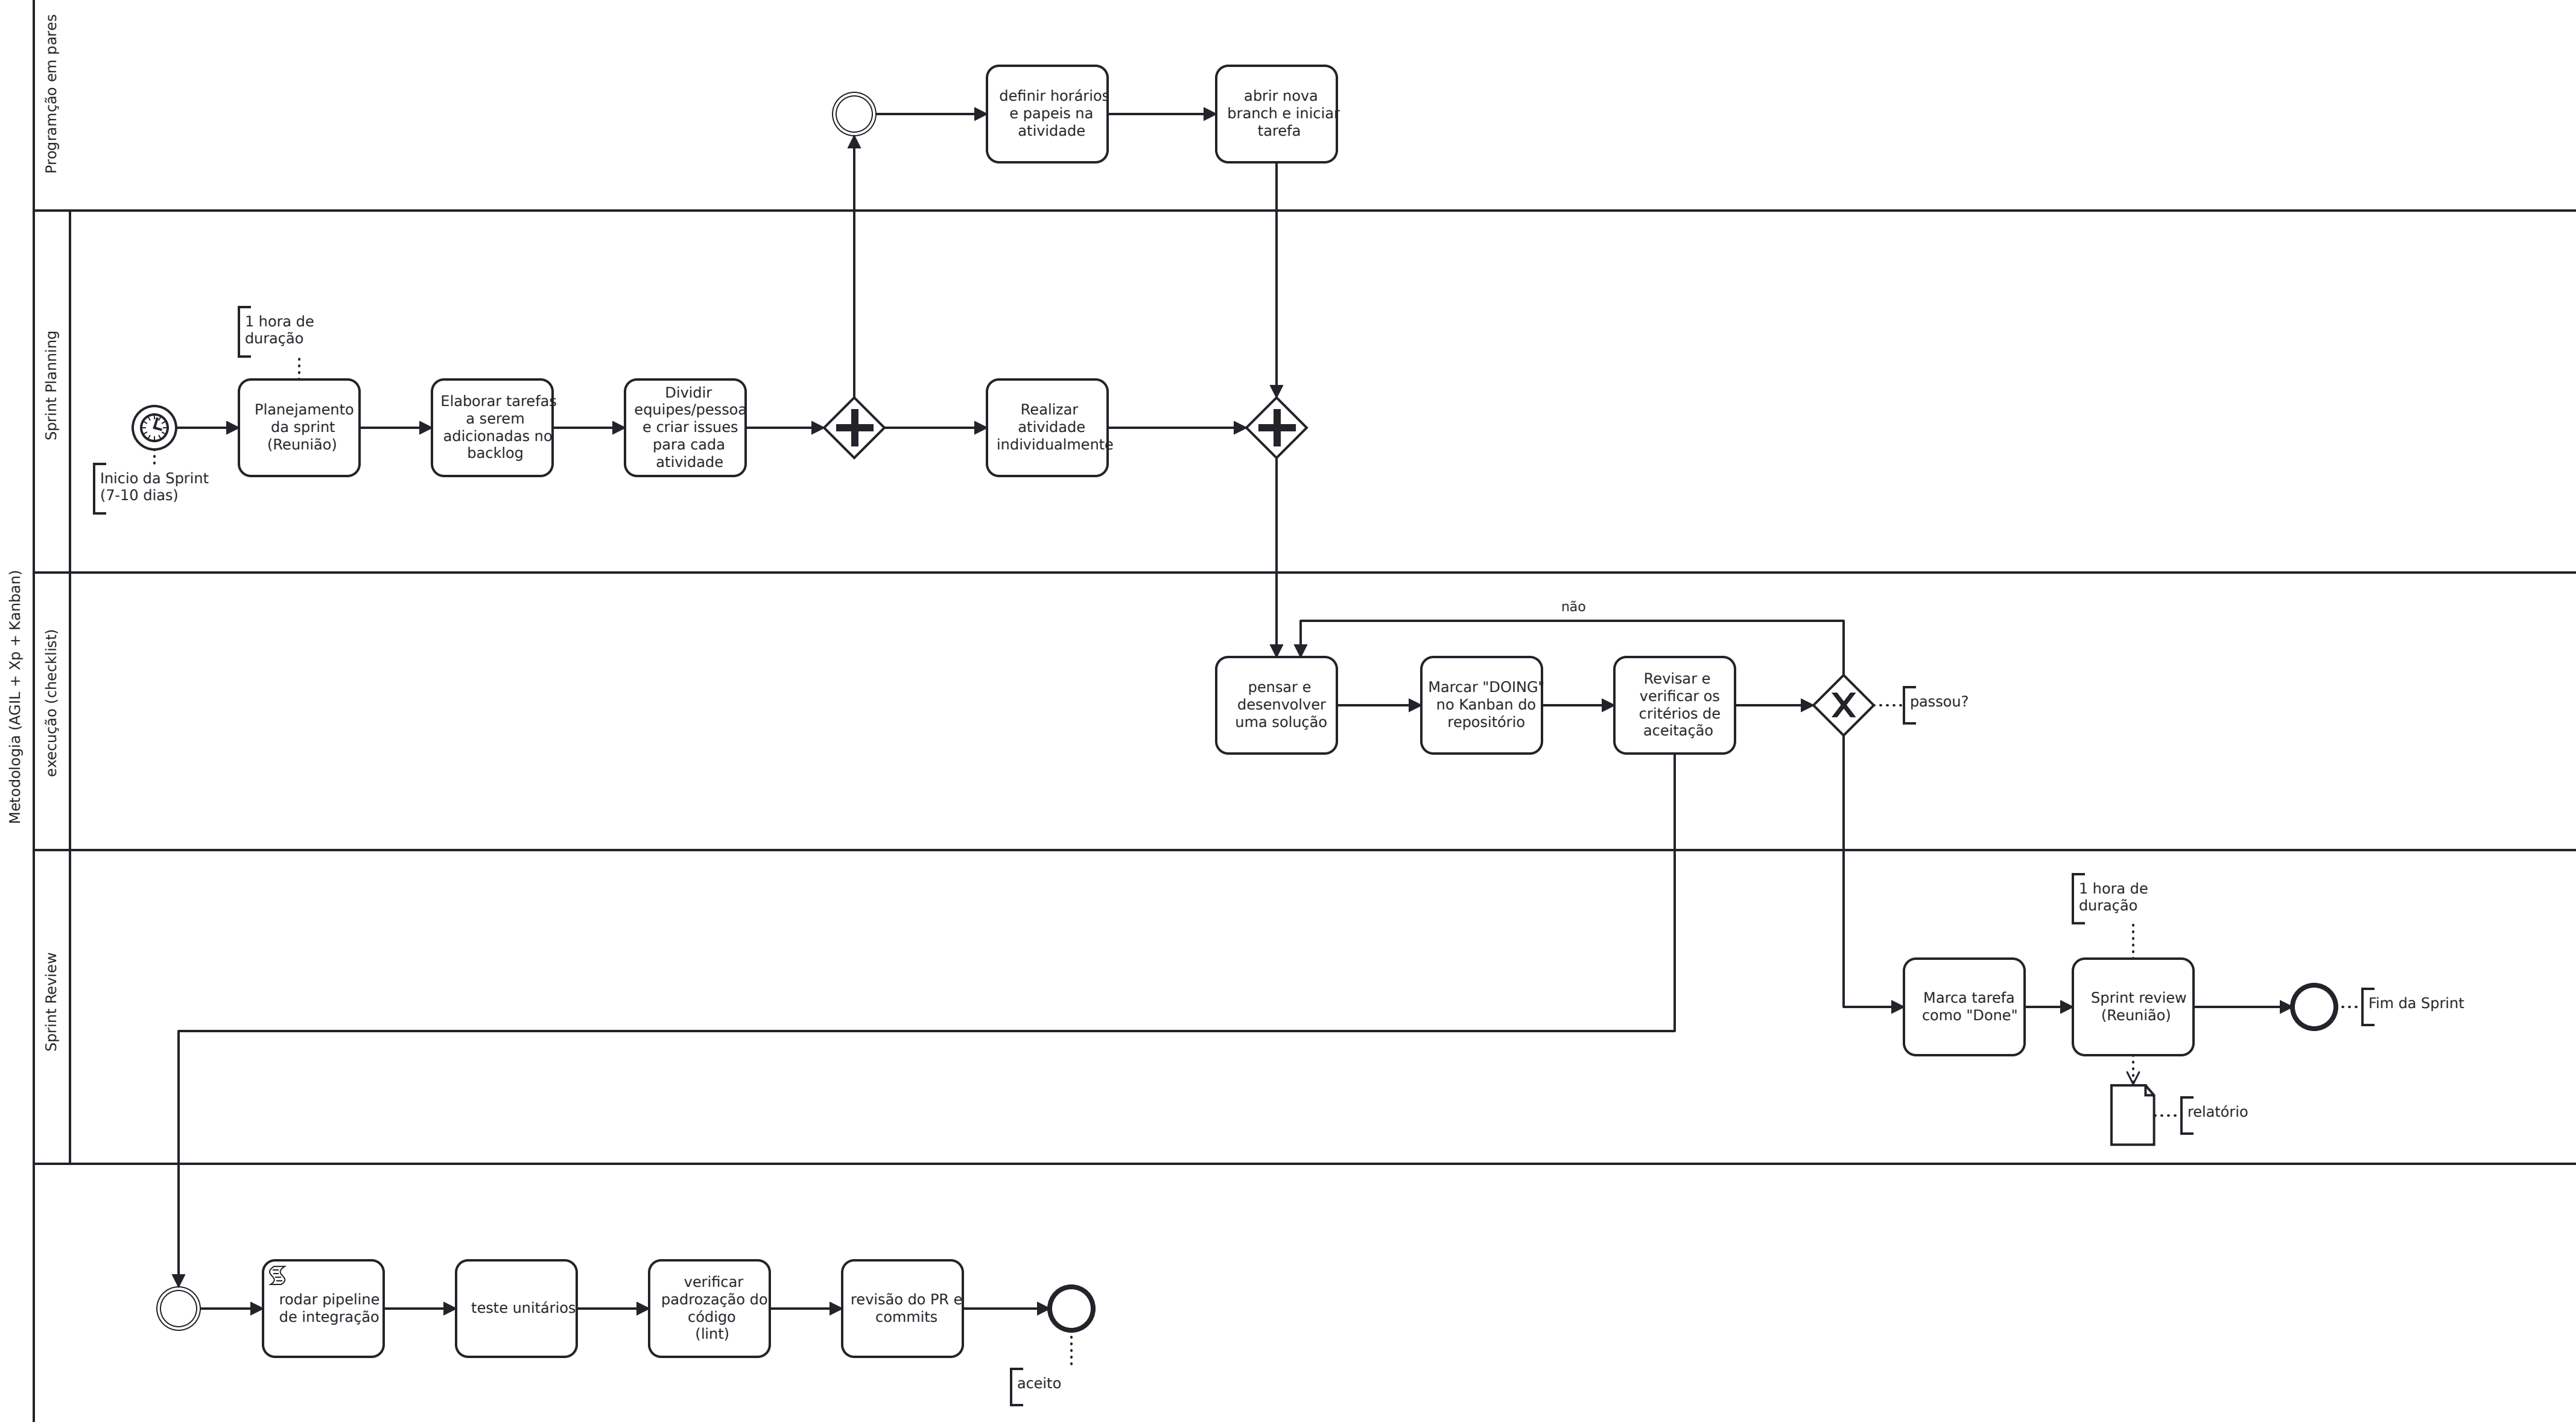 Metodologia (AGIL + Xp + Kanban)
Programção em pares
definir horários
e papeis na
atividade
abrir nova
branch e iniciar
tarefa
Sprint Planning
1 hora de
duração
Inicio da Sprint
(7-10 dias)
Planejamento
da sprint
(Reunião)
Elaborar tarefas
a serem
adicionadas no
backlog
Dividir
equipes/pessoa
e criar issues
para cada
atividade
Realizar
atividade
individualmente
execução (checklist)
não
pensar e
desenvolver
uma solução
Marcar "DOING"
no Kanban do
repositório
Revisar e
verificar os
critérios de
aceitação
passou?
Sprint Review
1 hora de
duração
Marca tarefa
como "Done"
Sprint review
(Reunião)
Fim da Sprint
relatório
rodar pipeline
de integração
teste unitários
verificar
padrozação do
código
(lint)
revisão do PR e
commits
aceito